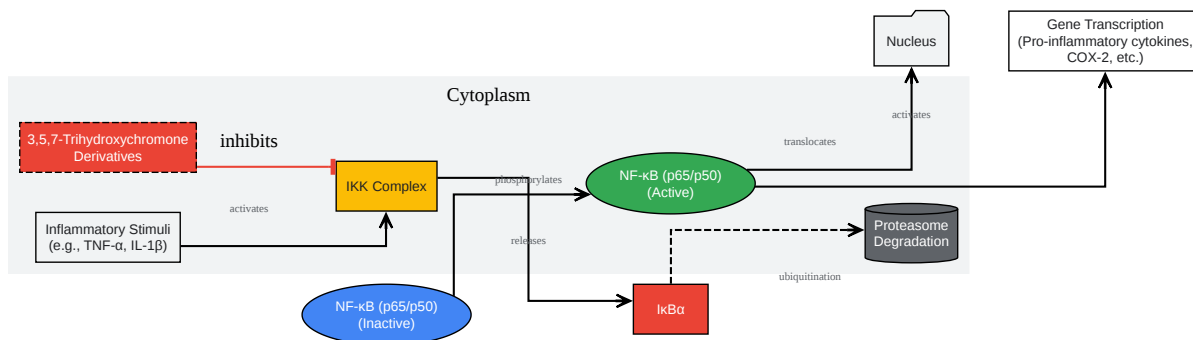 Gene Transcription
(Pro-inflammatory cytokines,
COX-2, etc.)
Nucleus
Cytoplasm
activates
3,5,7-Trihydroxychromone
Derivatives
inhibits
translocates
NF-κB (p65/p50)
(Active)
IKK Complex
phosphorylates
activates
Inflammatory Stimuli
(e.g., TNF-α, IL-1β)
releases
Proteasome
Degradation
ubiquitination
NF-κB (p65/p50)
(Inactive)
IκBα